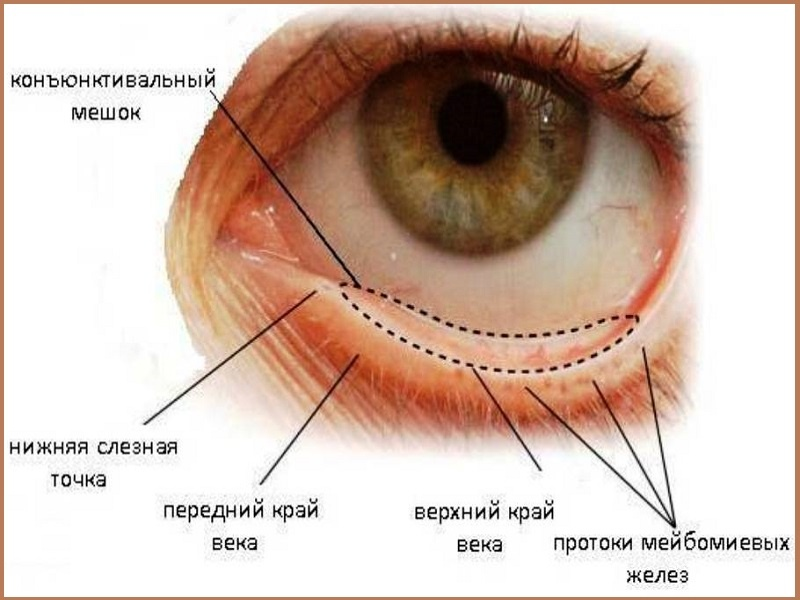 конъюнктивальный
мешок
нижняя слезная
точка
передний край
века
верхний край
века
протоки мейбомиевых
желез